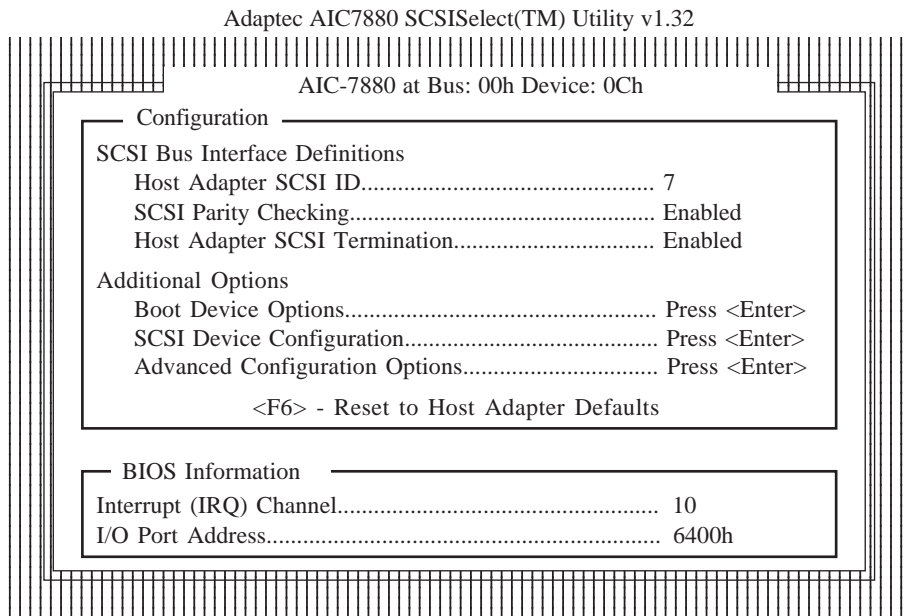 Adaptec AIC7880 SCSISelect(TM) Utility v1.32
AIC-7880 at Bus: 00h Device: 0Ch
Configuration
SCSI Bus Interface Definitions
Host Adapter SCSI ID....................................... 7
SCSI Parity Checking......................................... Enabled
Host Adapter SCSI Termination........................... Enabled
Additional Options
Boot Device Options.......................................... Press <Enter>
SCSI Device Configuration.................................. Press <Enter>
Advanced Configuration Options.......................... Press <Enter>
<F6> - Reset to Host Adapter Defaults
BIOS Information
Interrupt (IRQ) Channel........................................... 10
I/O Port Address..................................................... 6400h